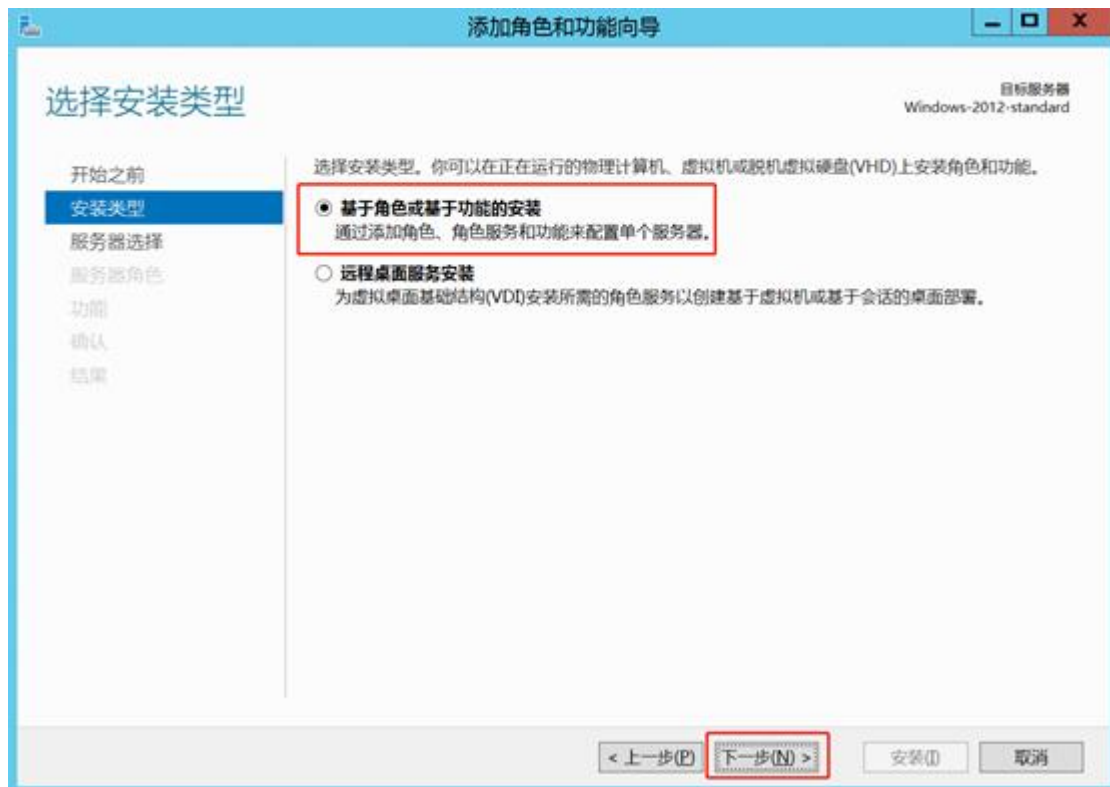 添加角色和功能向导
选择安装类型
目标服务器
Windows-2012-standard
开始之前
安装类型
服务器选择
服务器角色
功能
确认
结果
选择安装类型。你可以在正在运行的物理计算机、虚拟机或脱机虚拟硬盘(VHD)上安装角色和功能。
基于角色或基于功能的安装
通过添加角色、角色服务和功能来配置单个服务器。
远程桌面服务安装
为虚拟桌面基础结构(VDI)安装所需的角色服务以创建基于虚拟机或基于会话的桌面部署。
< 上一步(P) 下一步(N) > 安装(I) 取消